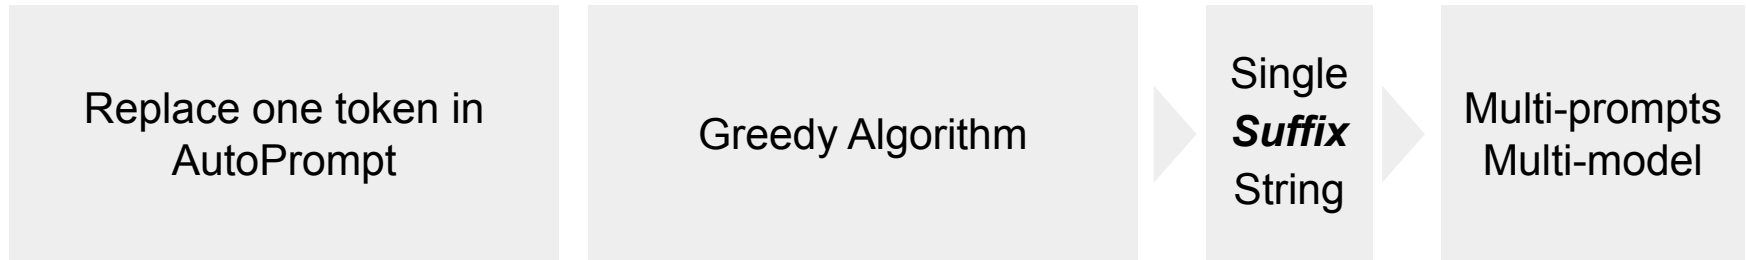 Replace one token in
AutoPrompt
Greedy Algorithm
Single
Suffix
String
Multi-prompts
Multi-model